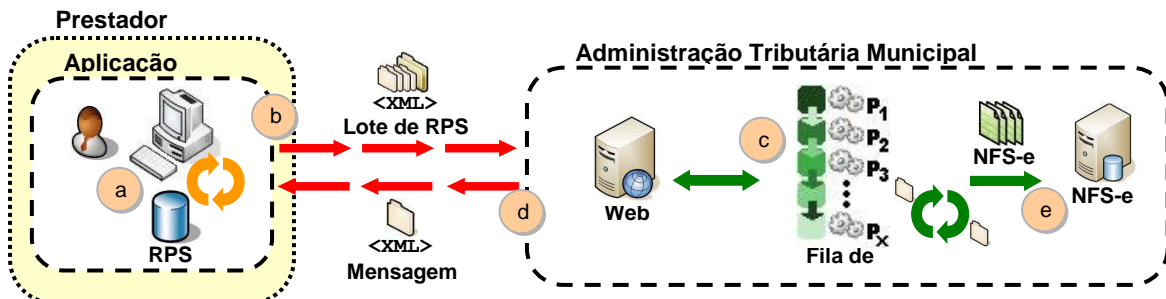 Prestador
Aplicação
a
RPS
b
<XML>
Lote de RPS
<XML>
Mensagem
d
Administração Tributária Municipal
Web
c
P1
P2
P3
Px
Fila de
NFS-e
e
NFS-e